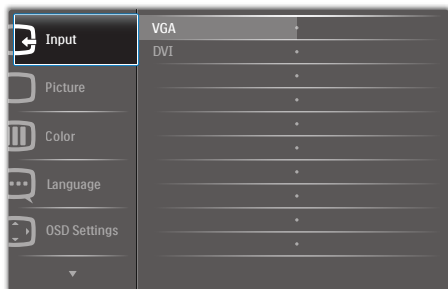 Input
Picture
Color
Language
OSD Settings
VGA
DVI